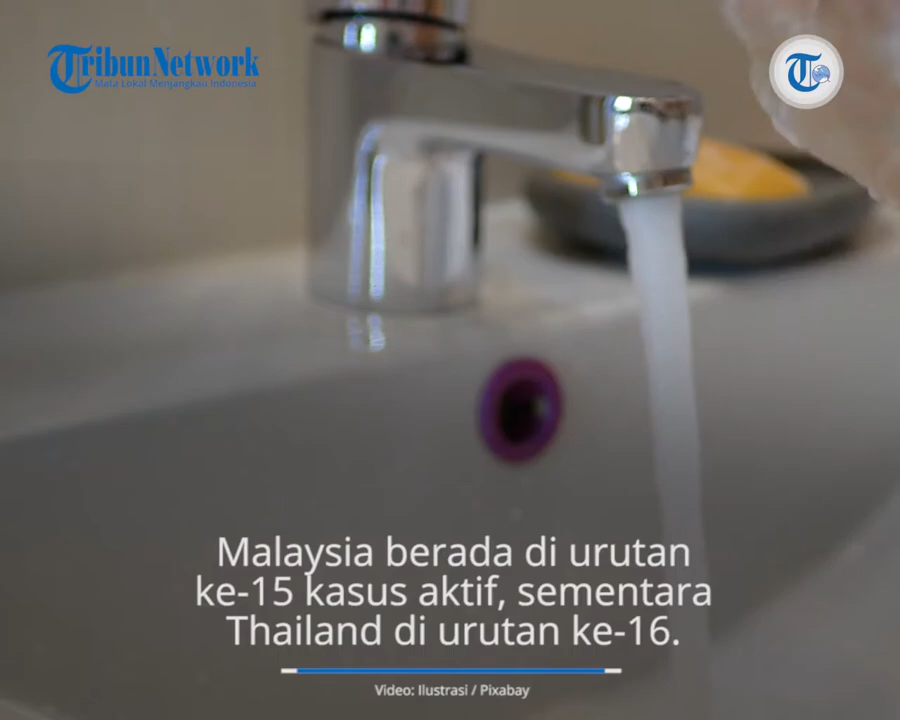 TribunNetwork
Mata Lokal Menjangkau Indonesia
T
Malaysia berada di urutan
ke-15 kasus aktif, sementara
Thailand di urutan ke-16.
Video: Ilustrasi / Pixabay